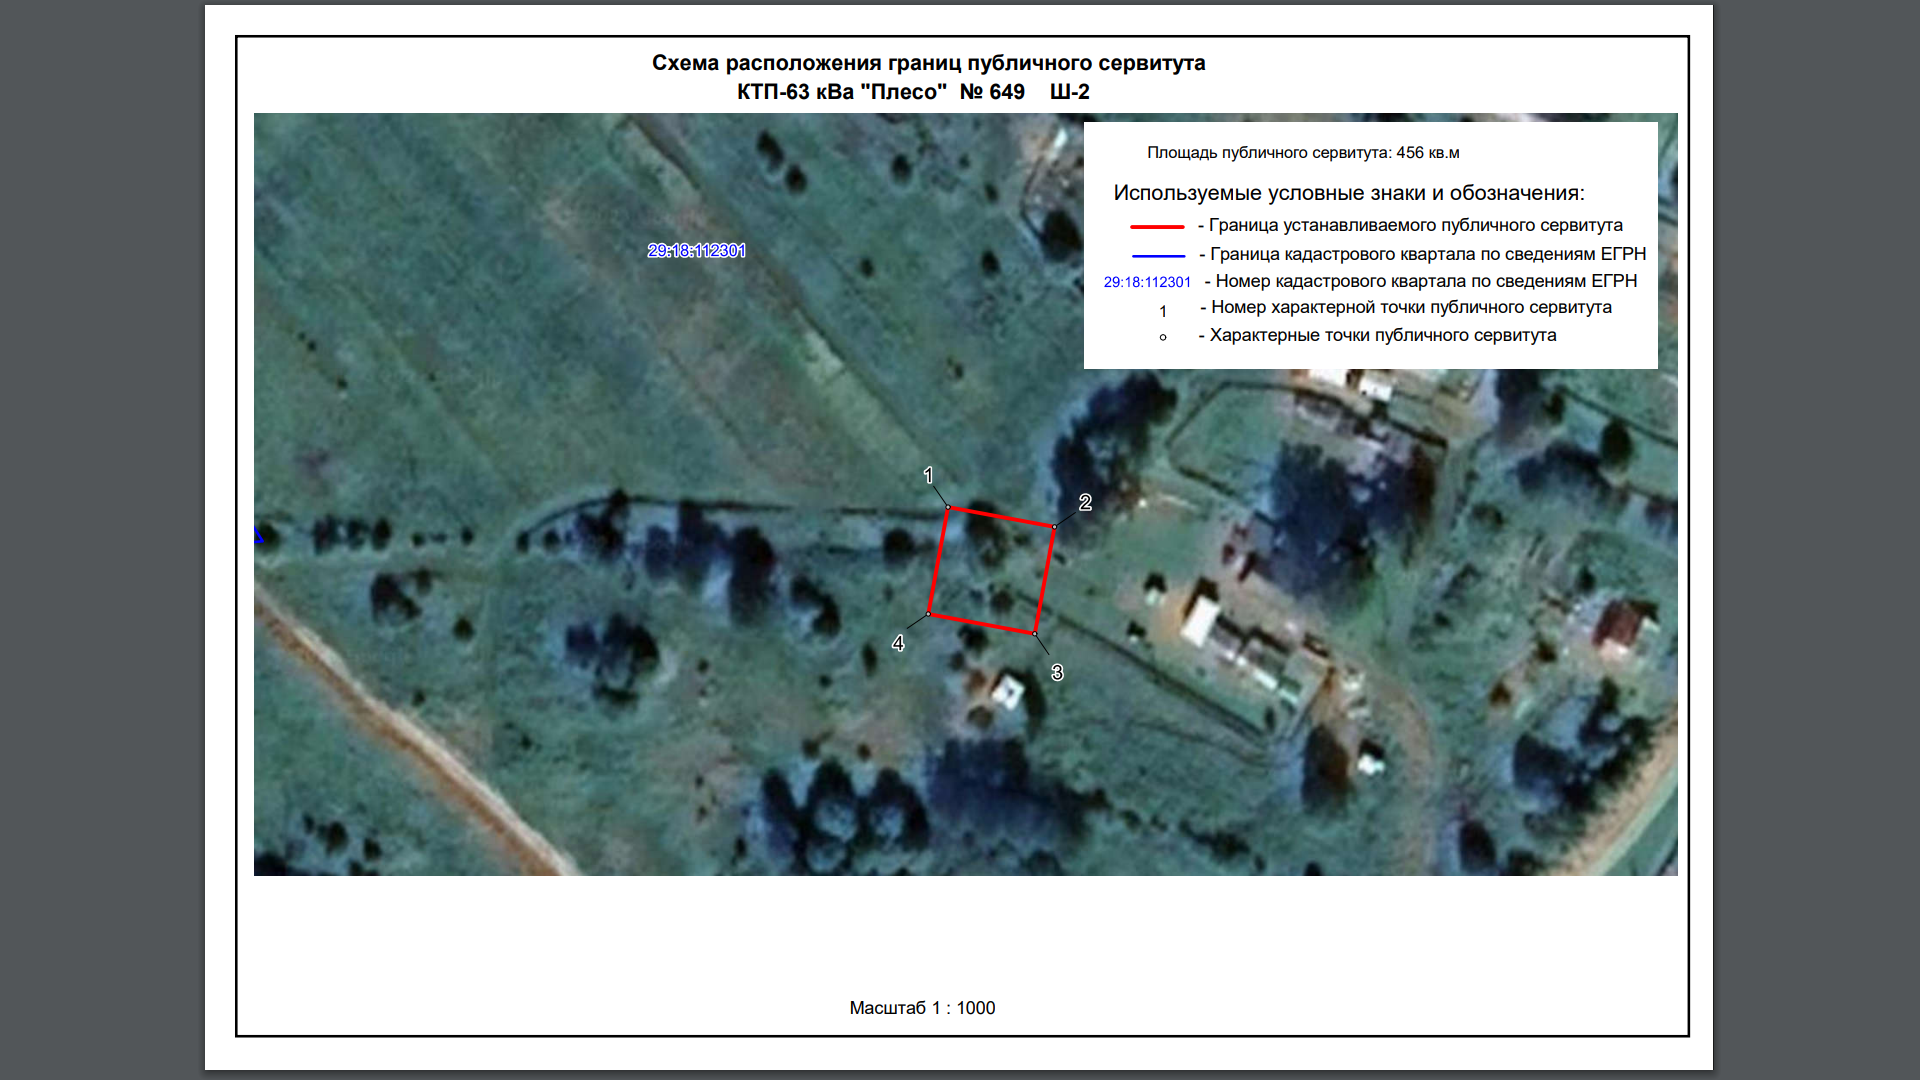 Схема расположения границ публичного сервитута
КТП-63 кВа "Плесо" № 649 Ш-2
Площадь публичного сервитута: 456 кв.м
Используемые условные знаки и обозначения:
- Граница устанавливаемого публичного сервитута
- Граница кадастрового квартала по сведениям ЕГРН
29:18:112301 - Номер кадастрового квартала по сведениям ЕГРН
1 - Номер характерной точки публичного сервитута
- Характерные точки публичного сервитута
29:18:112301
1
2
4
3
Масштаб 1 : 1000